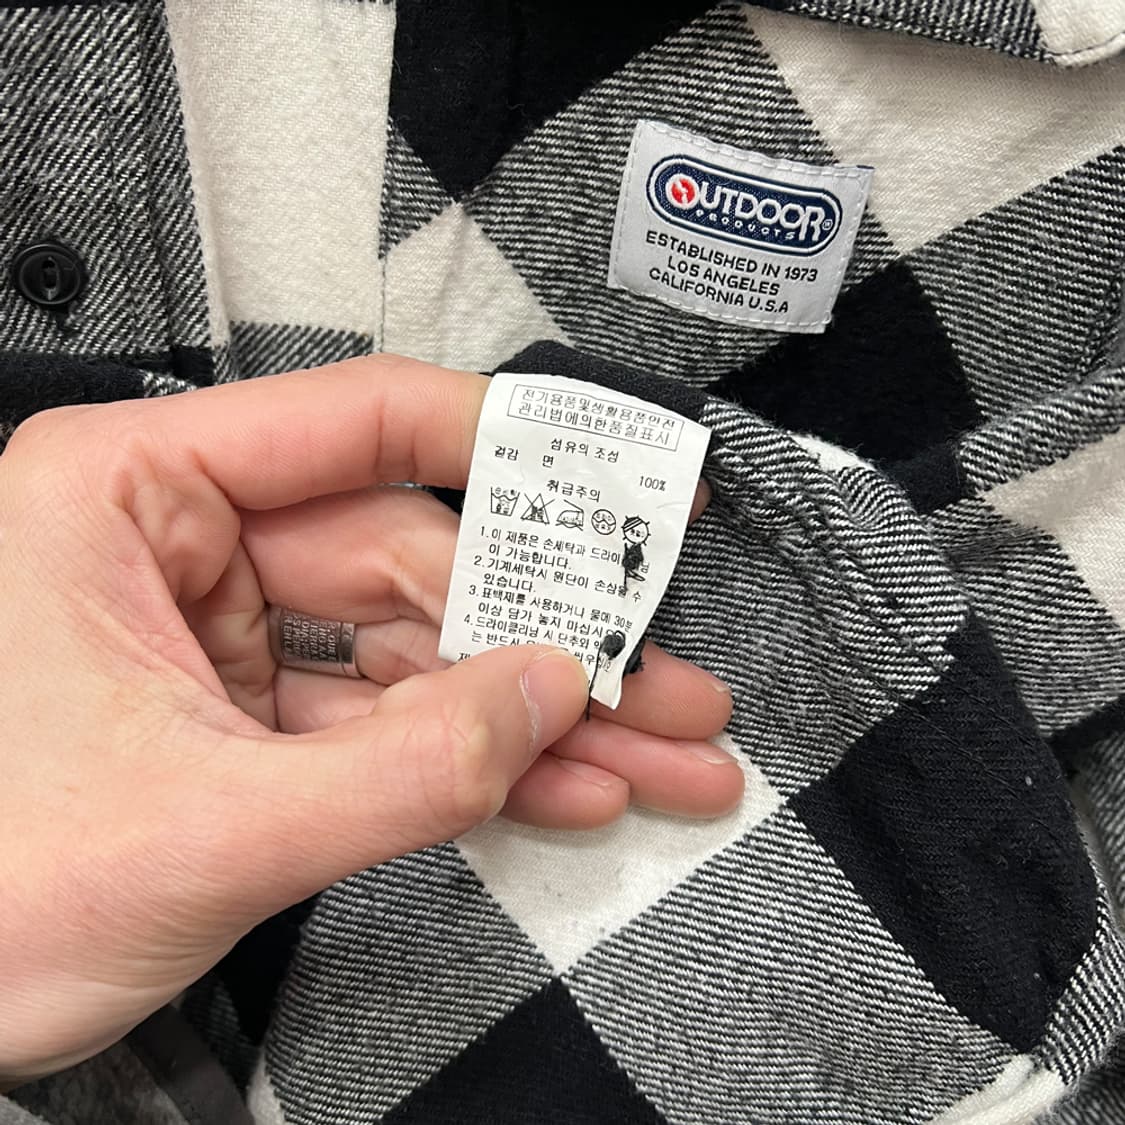 OUTDOOR®
PRODUCTS
ESTABLISHED IN 1973
LOS ANGELES
CALIFORNIA U.S.A
전기용품및생활용품안전
관리법에의한품질표시
섬유의 조성
겉감 면 100%
취급주의
1.이 제품은 손세탁과 드라이
이 가능합니다.
2.기계세탁시 원단이 손상될 수
있습니다.
3.표백제를 사용하거나 물에 30분
이상 담가 놓지 마십시오
4.드라이클리닝 시 단추와
는 반드시